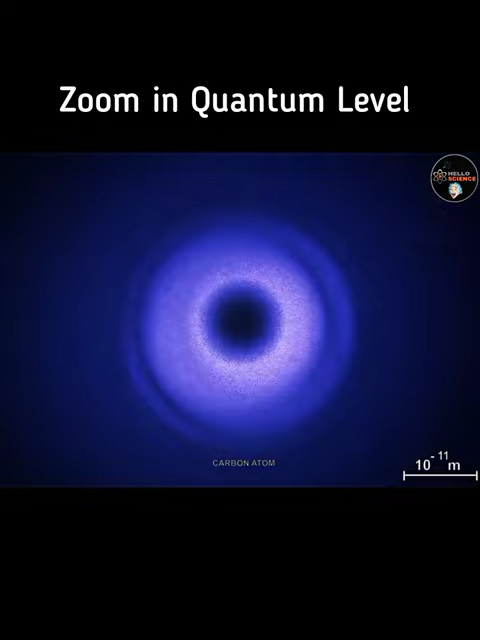 Zoom in Quantum Level
HELLO
SCIENCE
CARBON ATOM
10⁻¹¹ m